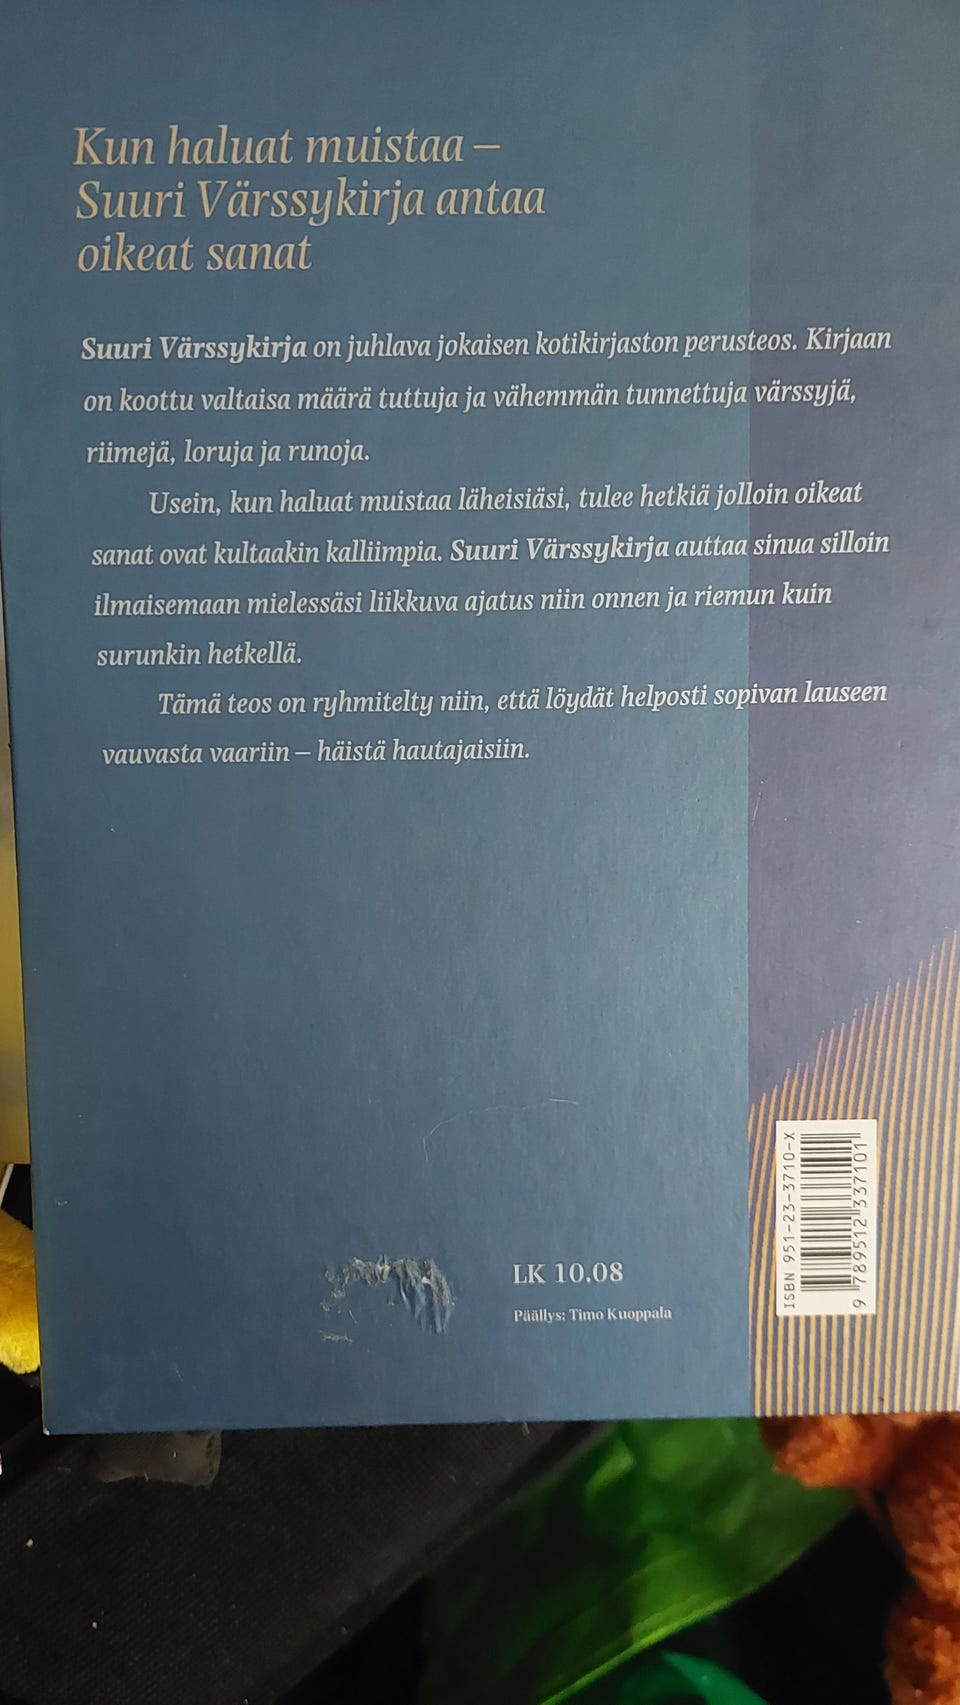 Kun haluat muistaa –
Suuri Värssykirja antaa
oikeat sanat
Suuri Värssykirja on juhlava jokaisen kotikirjaston perusteos. Kirjaan
on koottu valtaisa määrä tuttuja ja vähemmän tunnettuja värssyjä,
riimejä, loruja ja runoja.
Usein, kun haluat muistaa läheisiäsi, tulee hetkiä jolloin oikeat
sanat ovat kultaakin kalliimpia. Suuri Värssykirja auttaa sinua silloin
ilmaisemaan mielessäsi liikkuva ajatus niin onnen ja riemun kuin
surunkin hetkellä.
Tämä teos on ryhmitelty niin, että löydät helposti sopivan lauseen
vauvasta vaariin – häistä hautajaisiin.
LK 10.08
Päällys: Timo Kuoppala
ISBN 951-23-3710-X
9 789512 337101